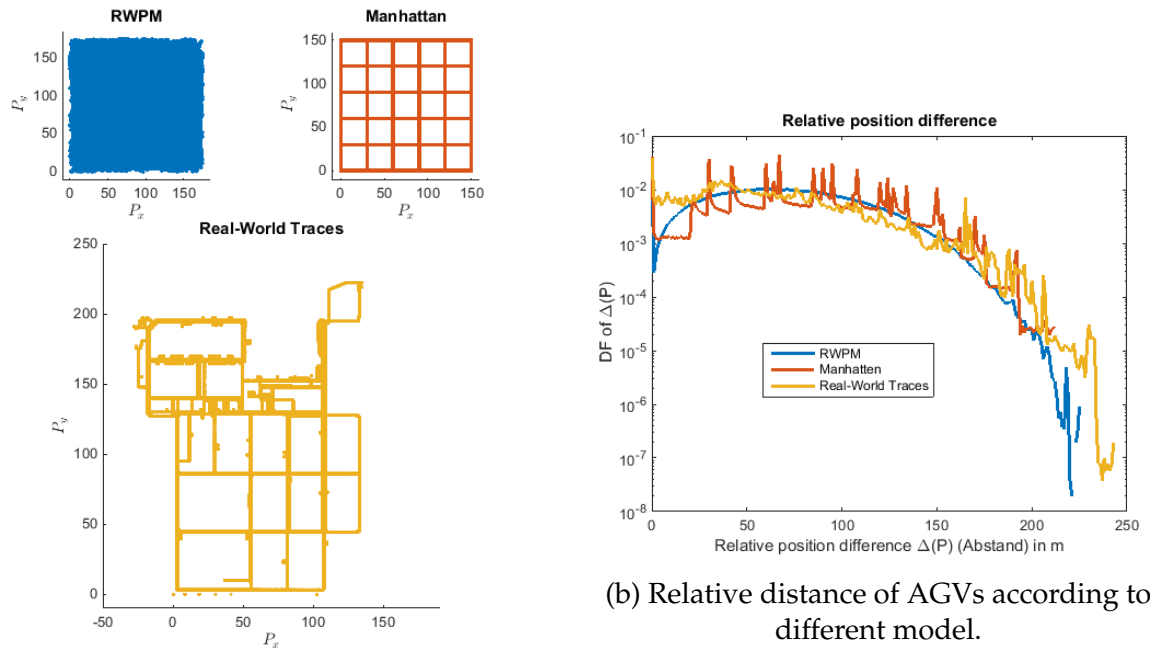 RWPM
150
100
50
0
P_y
0 50 100 150
P_x
Manhattan
150
100
50
0
P_y
0 50 100 150
P_x
Real-World Traces
250
200
150
100
50
0
P_y
-50 0 50 100 150
P_x
Relative position difference
10^-1
10^-2
10^-3
10^-4
10^-5
10^-6
10^-7
10^-8
DF of Δ(P)
RWPM
Manhatten
Real-World Traces
0 50 100 150 200 250
Relative position difference Δ(P) (Abstand) in m
(b) Relative distance of AGVs according to
different model.